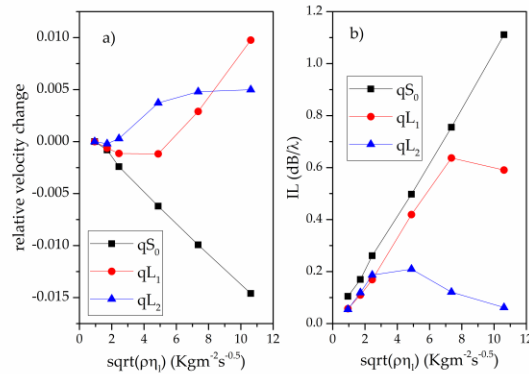 a)
relative velocity change
0.010
0.005
0.000
-0.005
-0.010
-0.015
qS₀
qL₁
qL₂
0 2 4 6 8 10 12
sqrt(ρηₗ) (Kgm⁻²s⁻⁰·⁵)
b)
IL (dB/λ)
1.2
1.0
0.8
0.6
0.4
0.2
0.0
qS₀
qL₁
qL₂
0 2 4 6 8 10 12
sqrt(ρηₗ) (Kgm⁻²s⁻⁰·⁵)